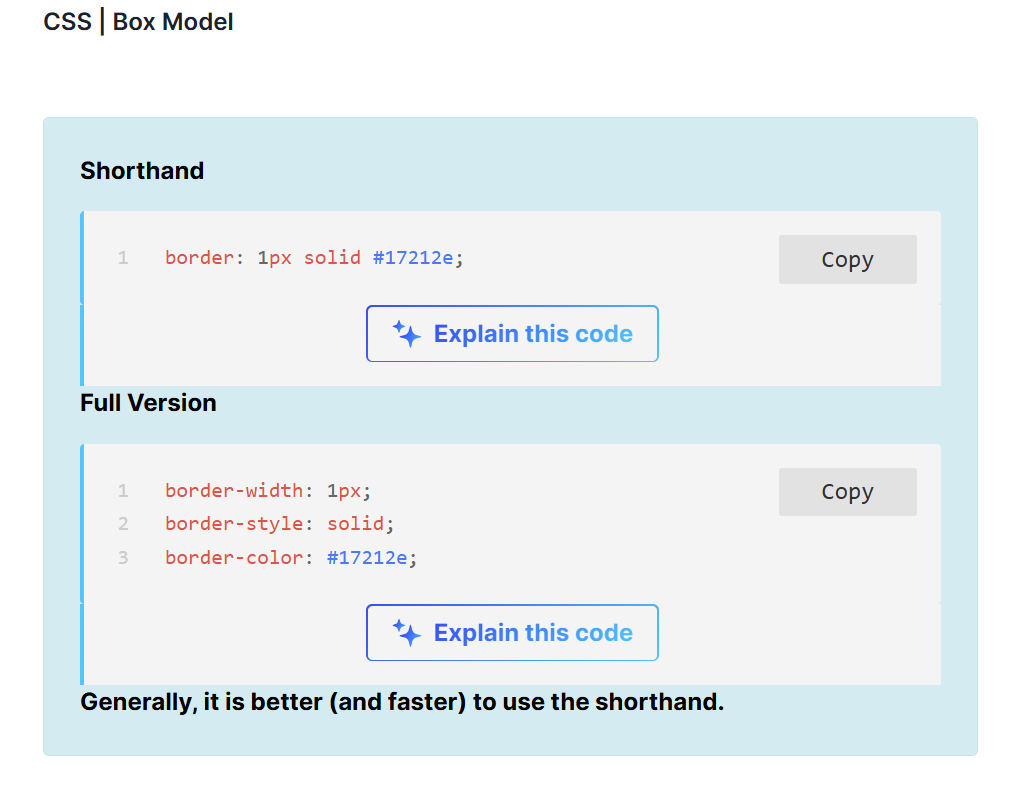 CSS | Box Model
Shorthand
1 border: 1px solid #17212e;
Copy
Explain this code
Full Version
1 border-width: 1px;
Copy
2 border-style: solid;
3 border-color: #17212e;
Explain this code
Generally, it is better (and faster) to use the shorthand.